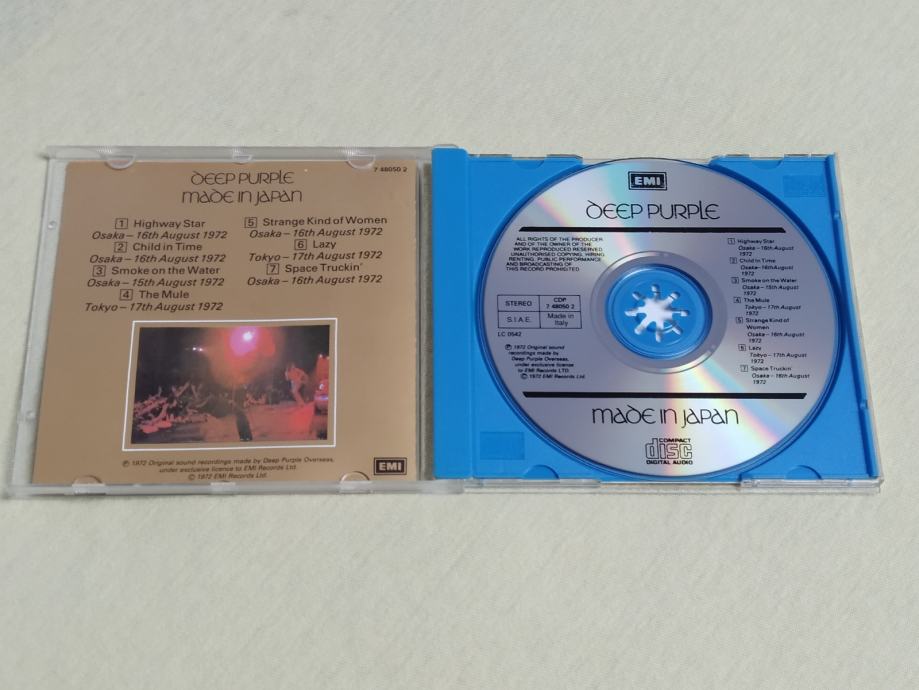 7 48050 2
DEEP PURPLE
MADE IN JAPAN
1 Highway Star
Osaka – 16th August 1972
2 Child in Time
Osaka – 16th August 1972
3 Smoke on the Water
Osaka – 15th August 1972
4 The Mule
Tokyo – 17th August 1972
5 Strange Kind of Women
Osaka – 16th August 1972
6 Lazy
Tokyo – 17th August 1972
7 Space Truckin'
Osaka – 16th August 1972
℗ 1972 Original sound recordings made by Deep Purple Overseas,
under exclusive licence to EMI Records Ltd.
© 1972 EMI Records Ltd.
EMI
EMI
DEEP PURPLE
ALL RIGHTS OF THE PRODUCER
AND OF THE OWNER OF THE
WORK REPRODUCED RESERVED.
UNAUTHORISED COPYING, HIRING
RENTING, PUBLIC PERFORMANCE
AND BROADCASTING OF
THIS RECORD PROHIBITED
STEREO
CDP
7 48050 2
S.I.A.E.
Made in
Italy
LC 0542
℗ 1972 Original sound
recordings made by
Deep Purple Overseas,
under exclusive licence
to EMI Records LTD.
© 1972 EMI Records Ltd.
1 Highway Star
Osaka – 16th August
1972
2 Child in Time
Osaka – 16th August
1972
3 Smoke on the Water
Osaka – 15th August
1972
4 The Mule
Tokyo – 17th August
1972
5 Strange Kind of
Women
Osaka – 16th August
1972
6 Lazy
Tokyo – 17th August
1972
7 Space Truckin'
Osaka – 16th August
1972
MADE IN JAPAN
COMPACT
disc
DIGITAL AUDIO